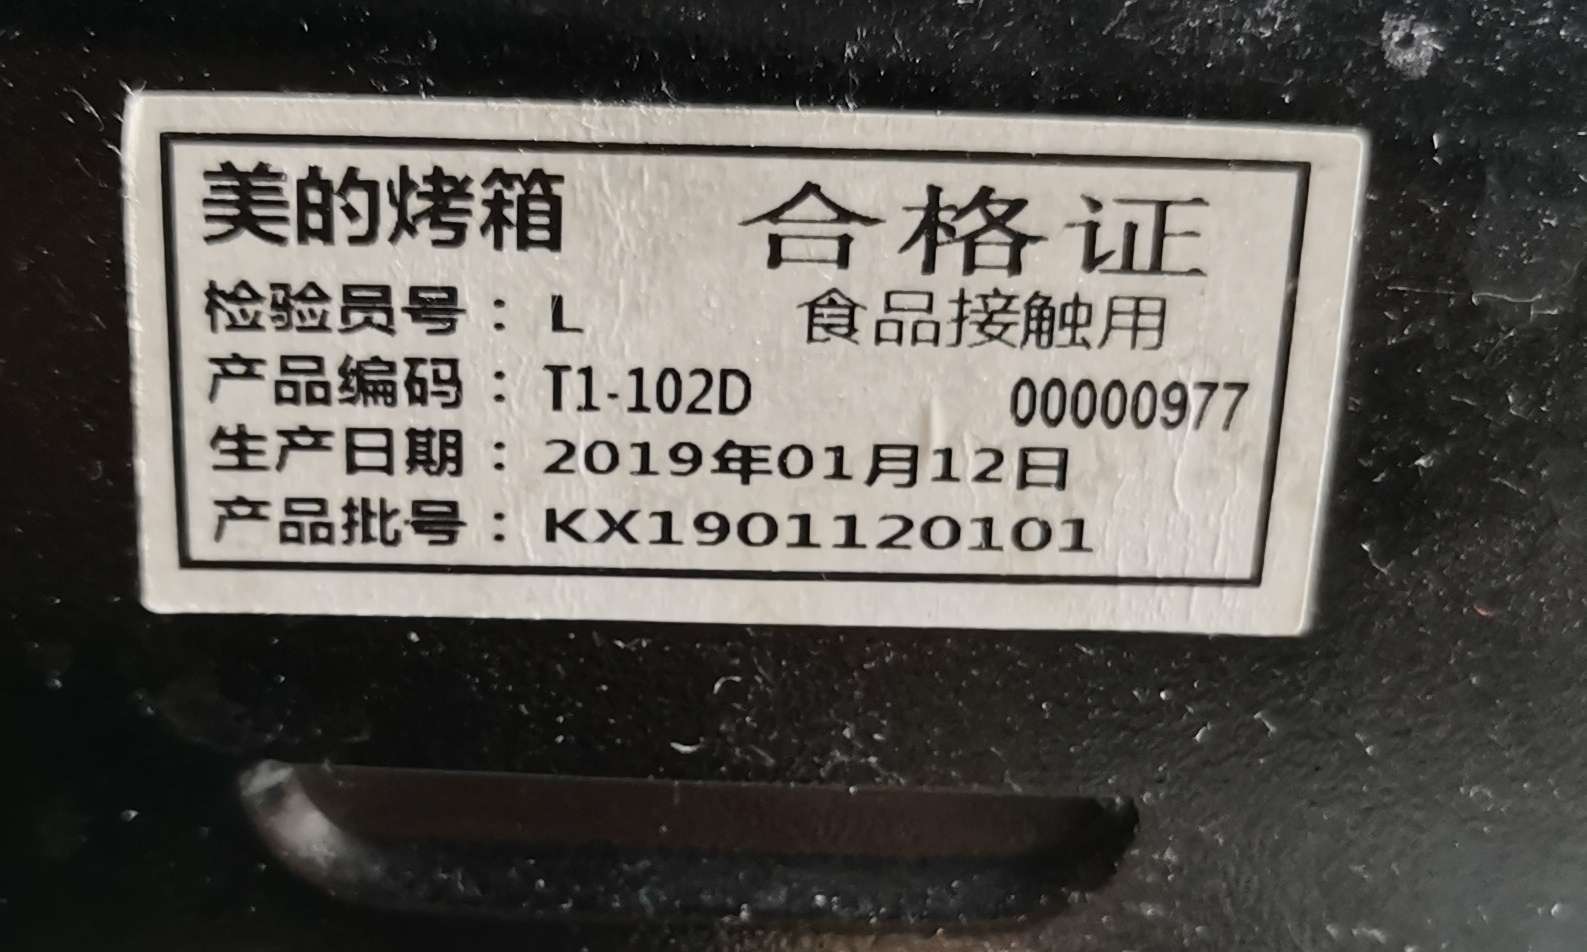 美的烤箱 合格证
检验员号：L 食品接触用
产品编码：T1-102D 00000977
生产日期：2019年01月12日
产品批号：KX1901120101